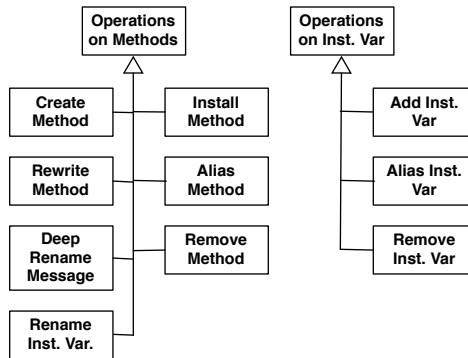 Operations
on Methods
Operations
on Inst. Var
Create
Method
Install
Method
Add Inst.
Var
Rewrite
Method
Alias
Method
Alias Inst.
Var
Deep
Rename
Message
Remove
Method
Remove
Inst. Var
Rename
Inst. Var.